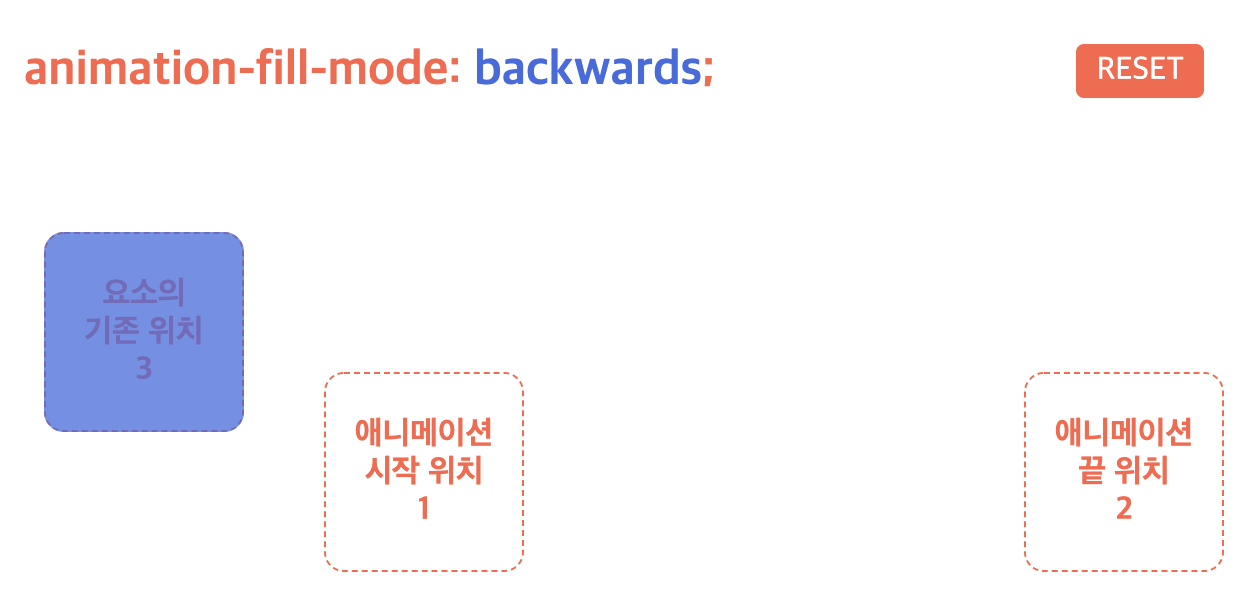 animation-fill-mode: backwards;
RESET
요소의
기존 위치
3
애니메이션
시작 위치
1
애니메이션
끝 위치
2